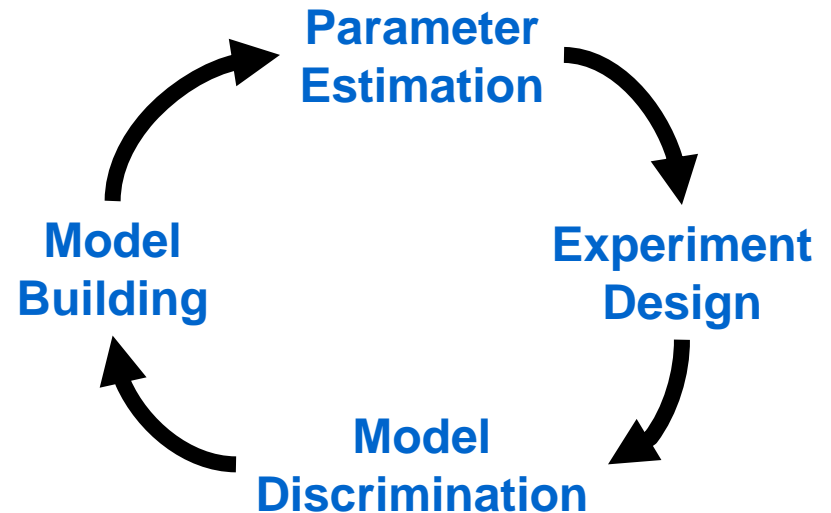 Parameter
Estimation
Experiment
Design
Model
Discrimination
Model
Building